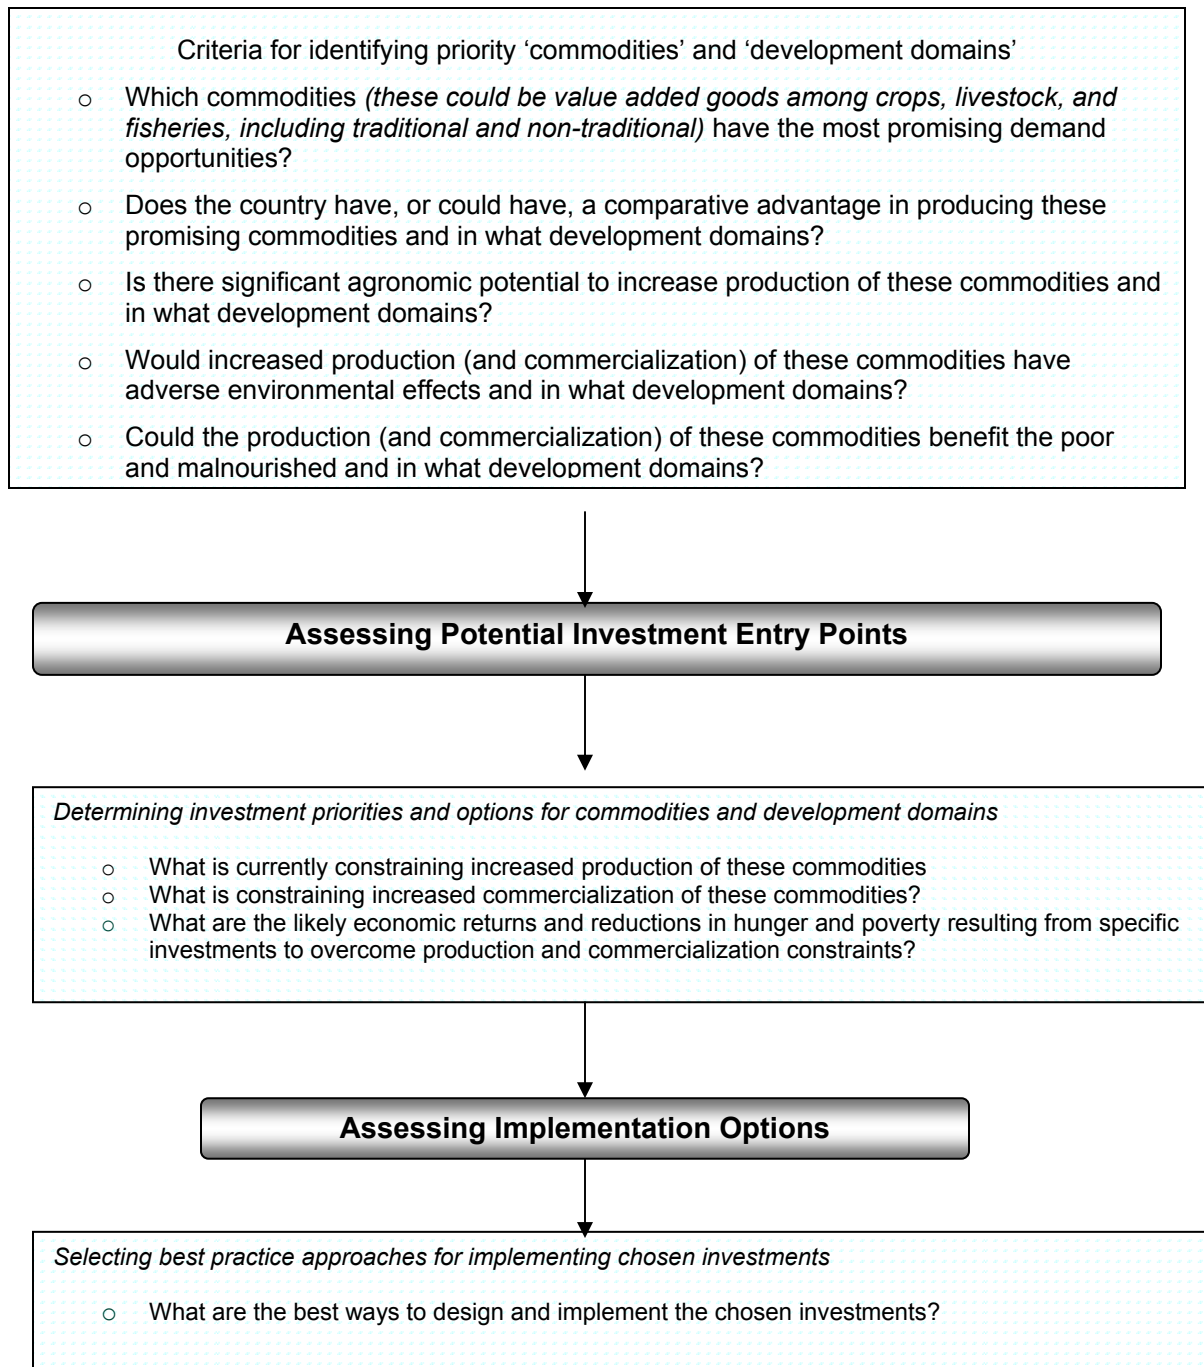 Criteria for identifying priority ‘commodities’ and ‘development domains’
o Which commodities (these could be value added goods among crops, livestock, and
fisheries, including traditional and non-traditional) have the most promising demand
opportunities?
o Does the country have, or could have, a comparative advantage in producing these
promising commodities and in what development domains?
o Is there significant agronomic potential to increase production of these commodities and
in what development domains?
o Would increased production (and commercialization) of these commodities have
adverse environmental effects and in what development domains?
o Could the production (and commercialization) of these commodities benefit the poor
and malnourished and in what development domains?
Assessing Potential Investment Entry Points
Determining investment priorities and options for commodities and development domains
o What is currently constraining increased production of these commodities
o What is constraining increased commercialization of these commodities?
o What are the likely economic returns and reductions in hunger and poverty resulting from specific
investments to overcome production and commercialization constraints?
Assessing Implementation Options
Selecting best practice approaches for implementing chosen investments
o What are the best ways to design and implement the chosen investments?